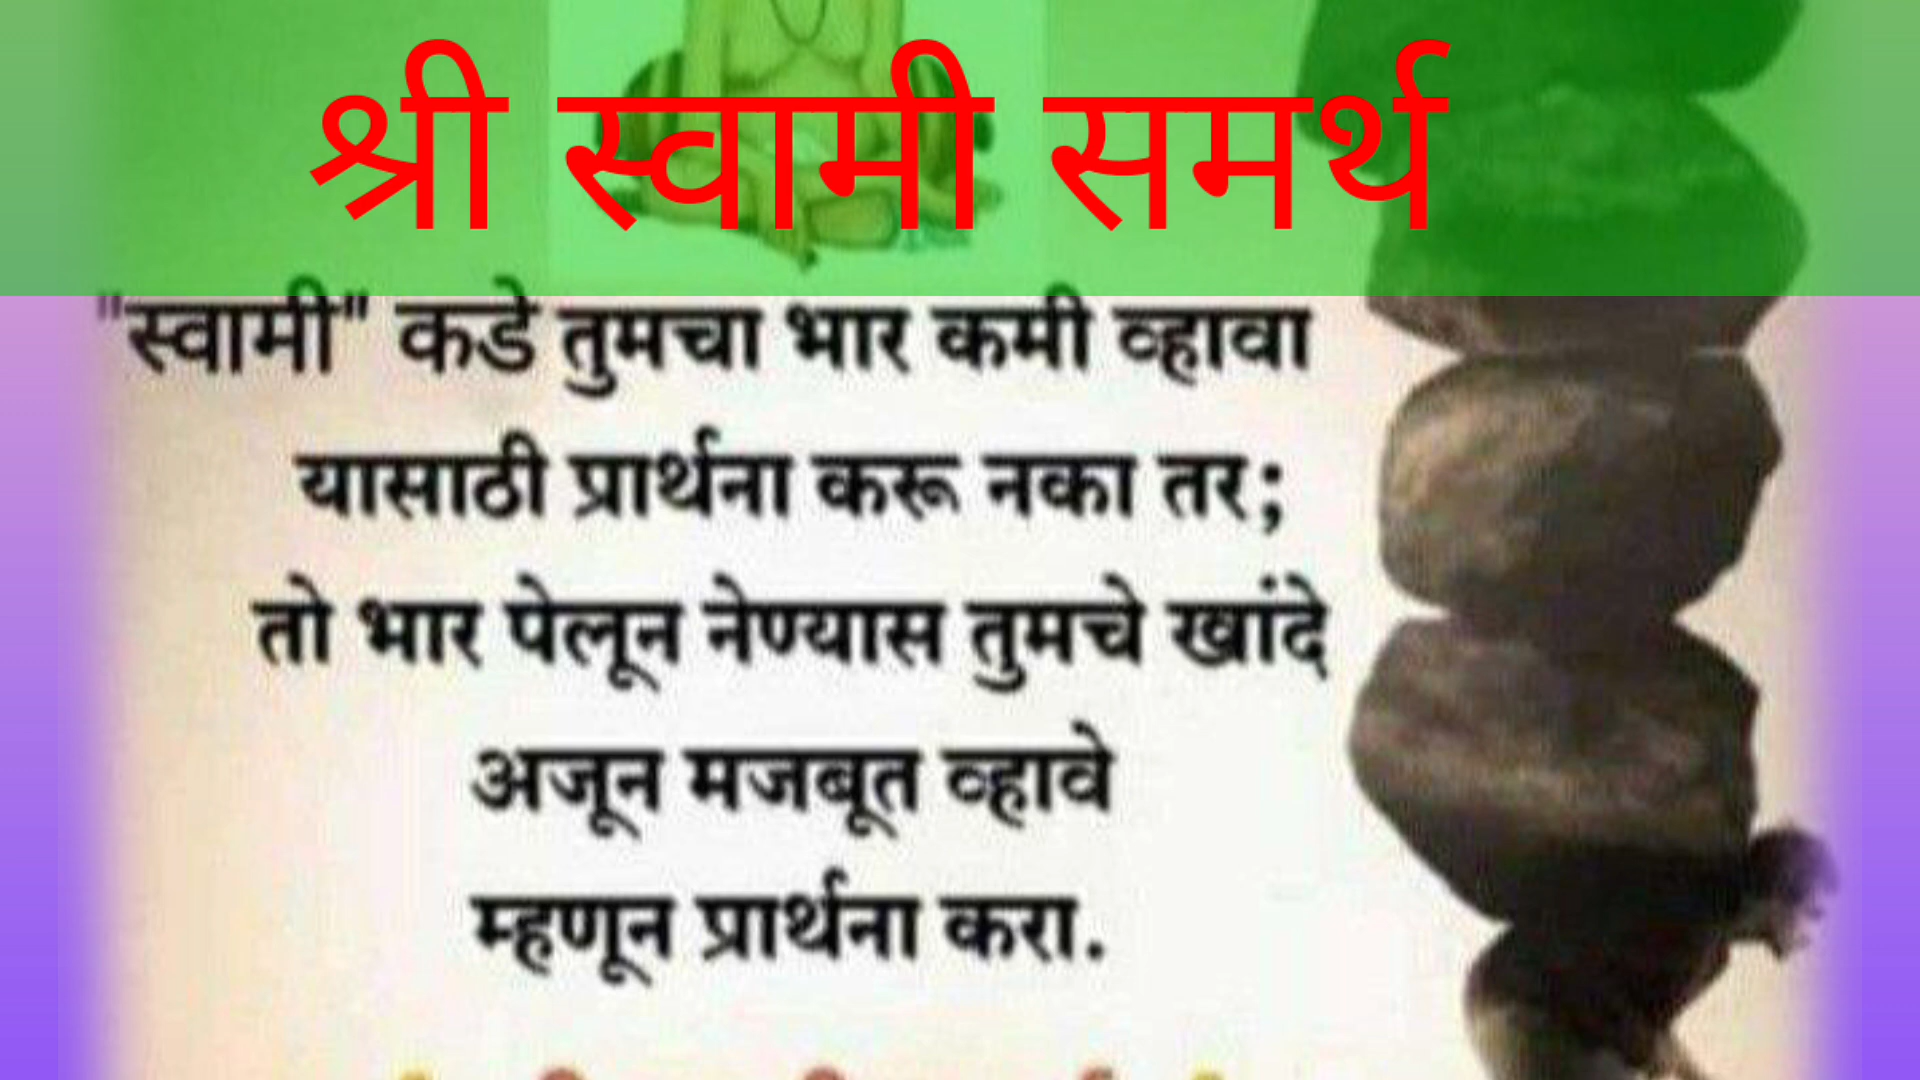 श्री स्वामी समर्थ
"स्वामी" कडे तुमचा भार कमी व्हावा
यासाठी प्रार्थना करू नका तर;
तो भार पेलून नेण्यास तुमचे खांदे
अजून मजबूत व्हावे
म्हणून प्रार्थना करा.